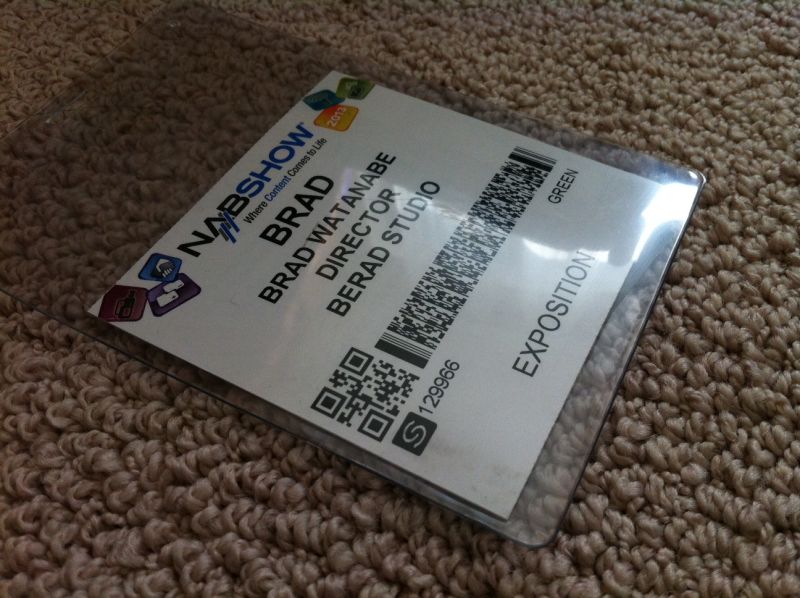 2013
NABSHOW
Where Content Comes to Life
BRAD
BRAD WATANABE
DIRECTOR
BERAD STUDIO
129966
GREEN
EXPOSITION